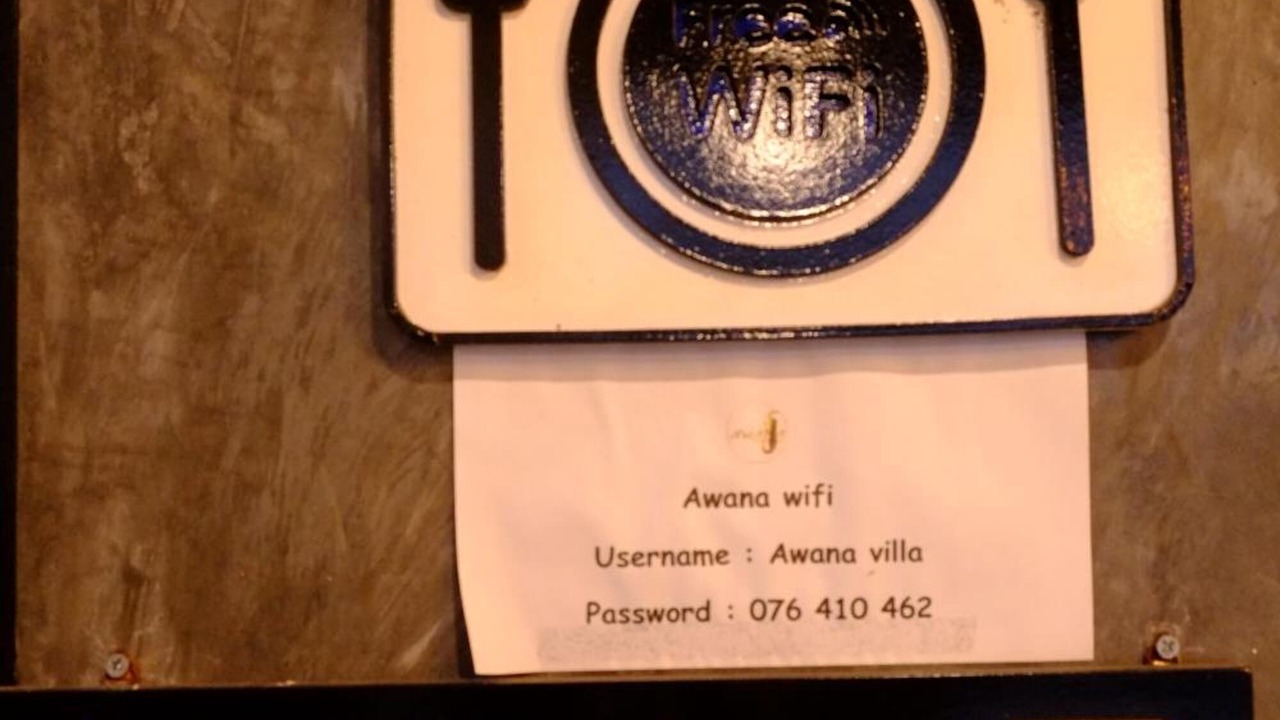 WiFi
Awana wifi
Username : Awana villa
Password : 076 410 462